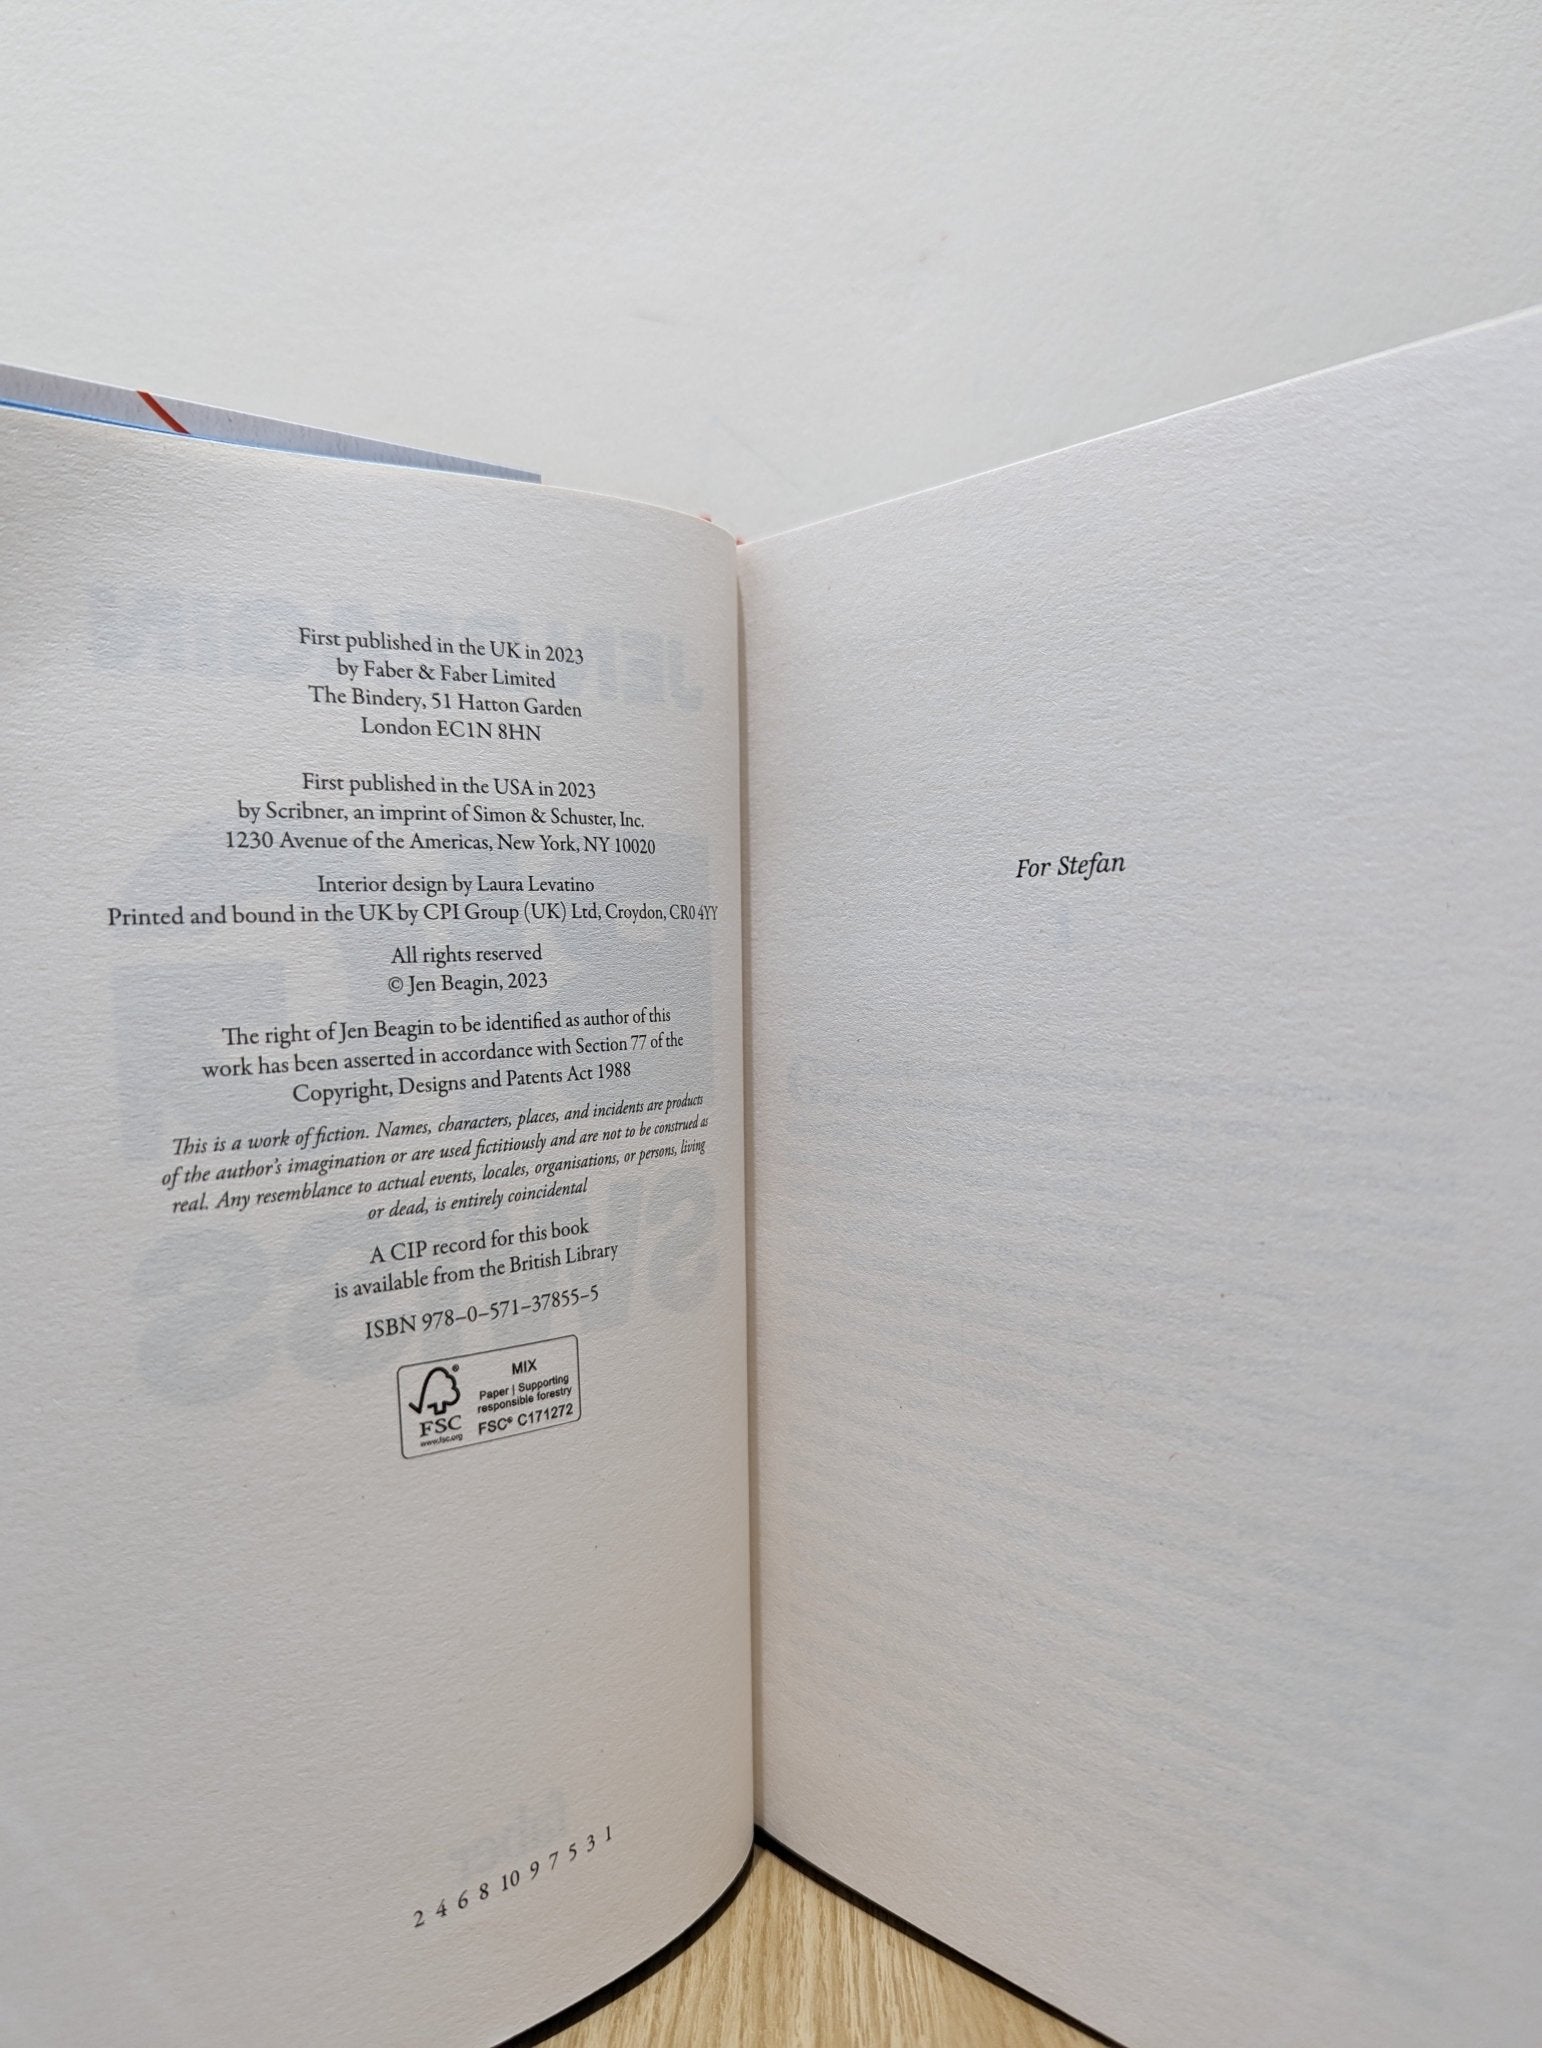 First published in the UK in 2023
by Faber & Faber Limited
The Bindery, 51 Hatton Garden
London EC1N 8HN
First published in the USA in 2023
by Scribner, an imprint of Simon & Schuster, Inc.
1230 Avenue of the Americas, New York, NY 10020
Interior design by Laura Levatino
Printed and bound in the UK by CPI Group (UK) Ltd, Croydon, CR0 4YY
All rights reserved
© Jen Beagin, 2023
The right of Jen Beagin to be identified as author of this
work has been asserted in accordance with Section 77 of the
Copyright, Designs and Patents Act 1988
This is a work of fiction. Names, characters, places, and incidents are products
of the author's imagination or are used fictitiously and are not to be construed as
real. Any resemblance to actual events, locales, organisations, or persons, living
or dead, is entirely coincidental
A CIP record for this book
is available from the British Library
ISBN 978–0–571–37855–5
FSC
www.fsc.org
MIX
Paper | Supporting
responsible forestry
FSC® C171272
2 4 6 8 10 9 7 5 3 1
For Stefan